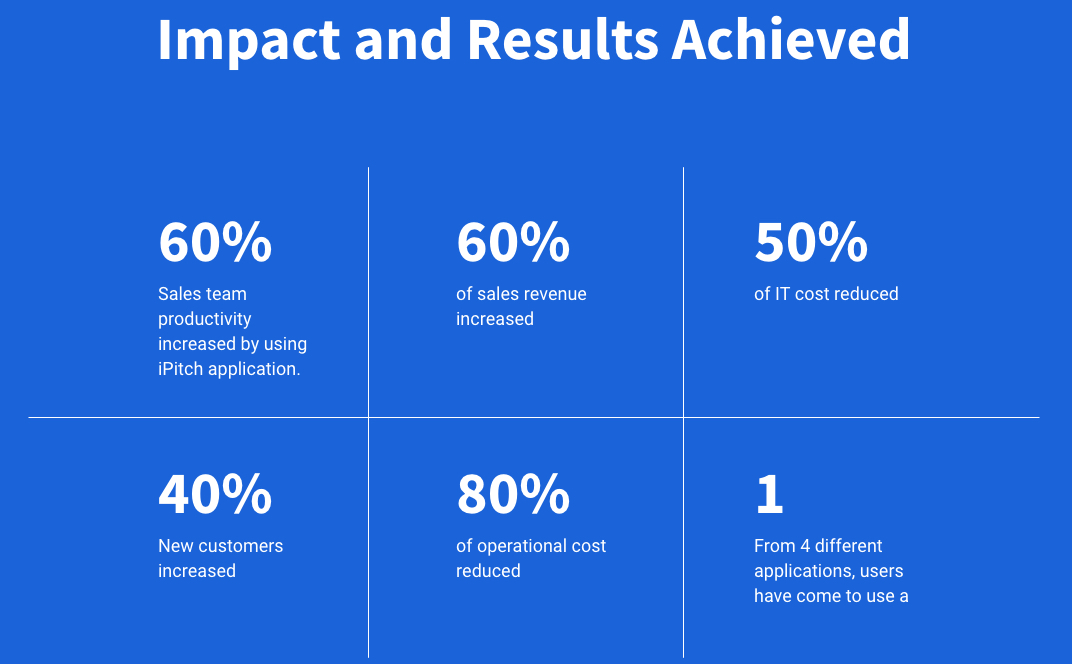 Impact and Results Achieved
60%
Sales team
productivity
increased by using
iPitch application.
60%
of sales revenue
increased
50%
of IT cost reduced
40%
New customers
increased
80%
of operational cost
reduced
1
From 4 different
applications, users
have come to use a